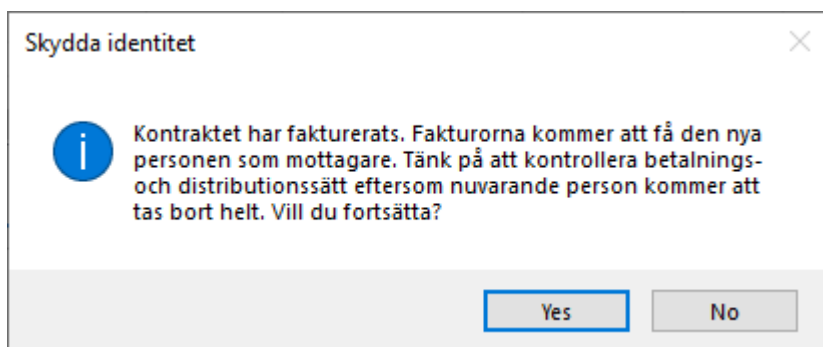 Skydda identitet
Kontraktet har fakturerats. Fakturorna kommer att få den nya
personen som mottagare. Tänk på att kontrollera betalnings-
och distributionssätt eftersom nuvarande person kommer att
tas bort helt. Vill du fortsätta?
Yes
No